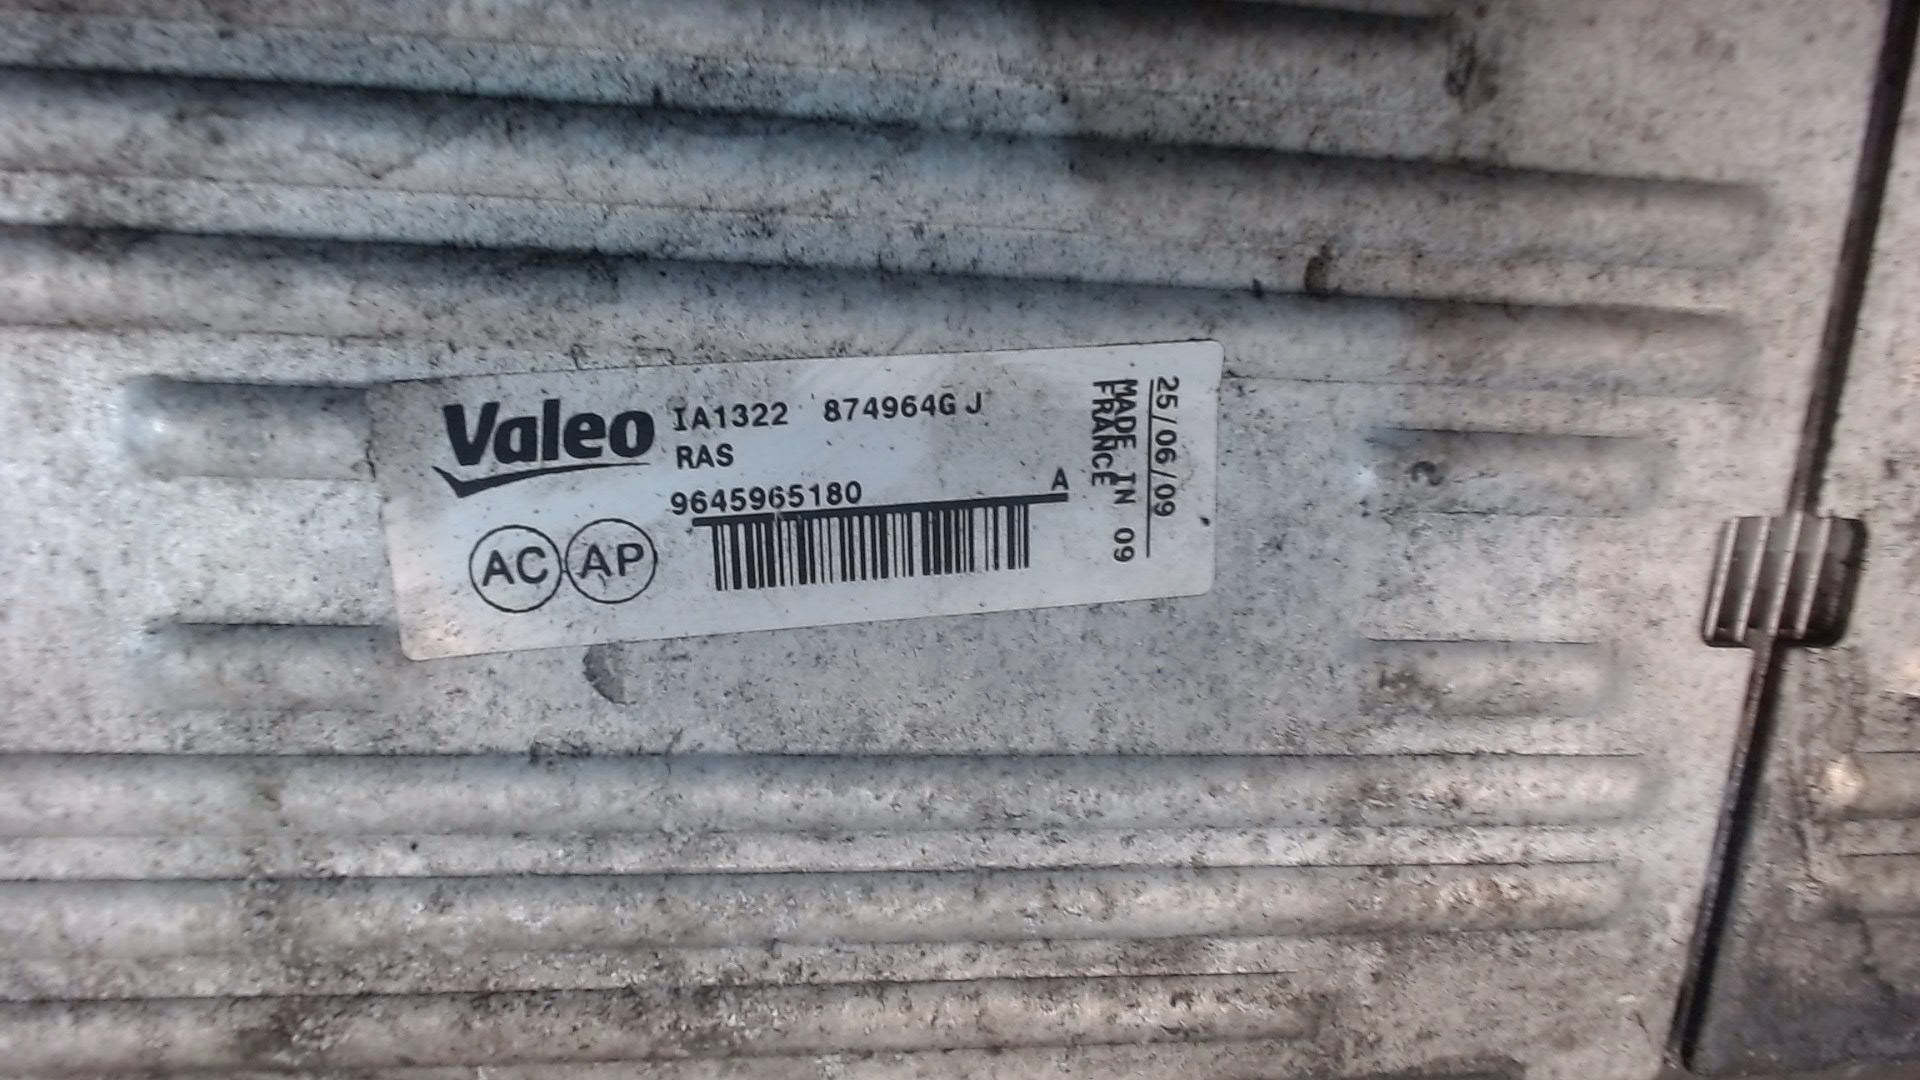 Valeo
IA1322 874964G J
RAS
9645965180 A
AC AP
25/06/09
MADE IN 09
FRANCE